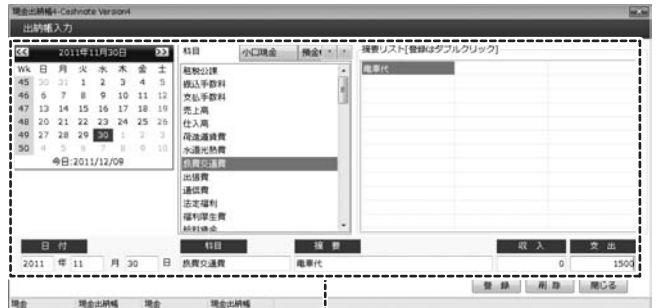 現金出納帳4-Cashnote Version4
出納帳入力
2011年11月30日
Wk 日 月 火 水 木 金 土
45 30 31 1 2 3 4 5
46 6 7 8 9 10 11 12
47 13 14 15 16 17 18 19
48 20 21 22 23 24 25 26
49 27 28 29 30 1 2 3
50 4 5 6 7 8 9 10
今日:2011/12/09
科目 小口現金 預金
租税公課
振込手数料
支払手数料
売上高
仕入高
荷造運賃費
水道光熱費
旅費交通費
出張費
通信費
法定福利
福利厚生費
給料賃金
摘要リスト[登録はダブルクリック]
電車代
日 付 科目 摘 要 収 入 支 出
2011 年 11 月 30 日 旅費交通費 電車代 0 1500
登 録 削 除 閉じる
現金 現金出納帳 現金 現金出納帳